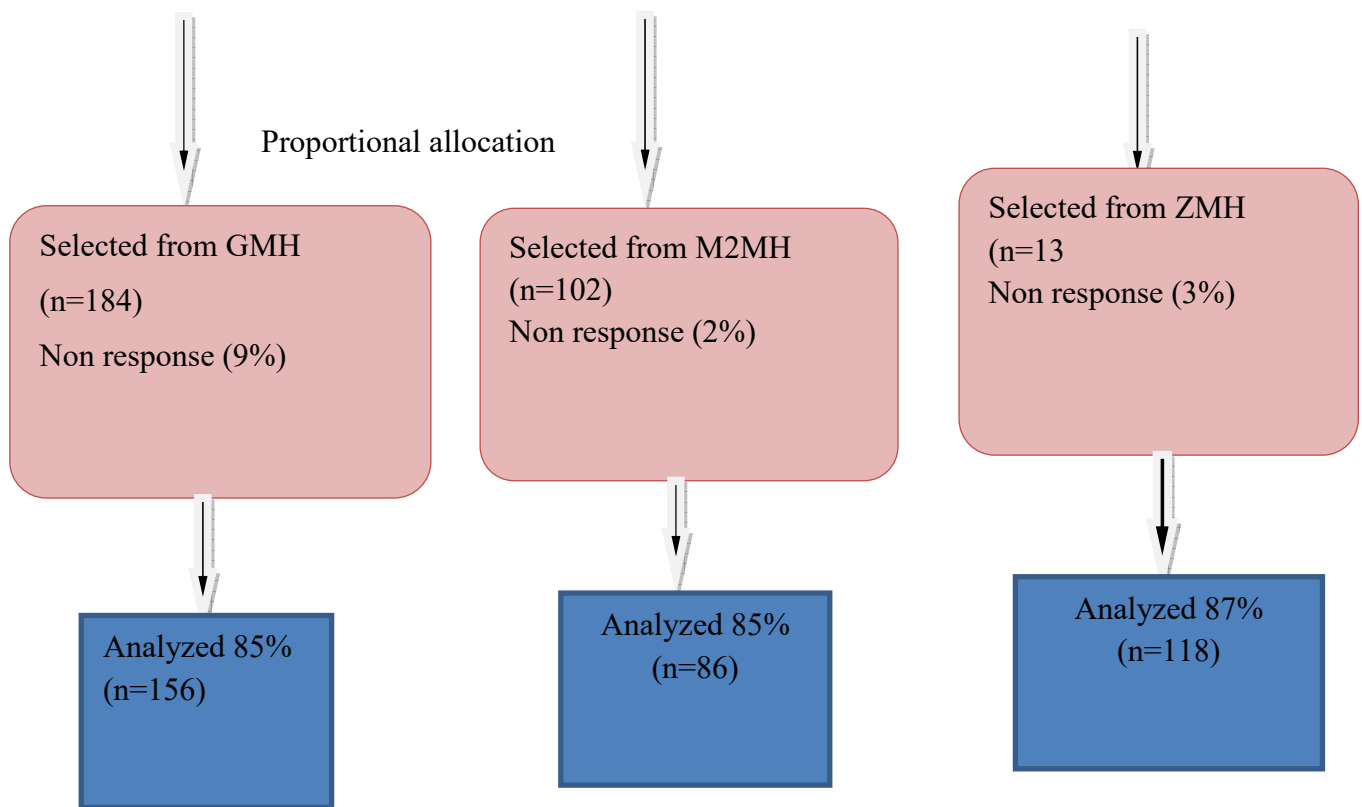 Proportional allocation
Selected from GMH
(n=184)
Non response (9%)
Selected from M2MH
(n=102)
Non response (2%)
Selected from ZMH
(n=13
Non response (3%)
Analyzed 85%
(n=156)
Analyzed 85%
(n=86)
Analyzed 87%
(n=118)